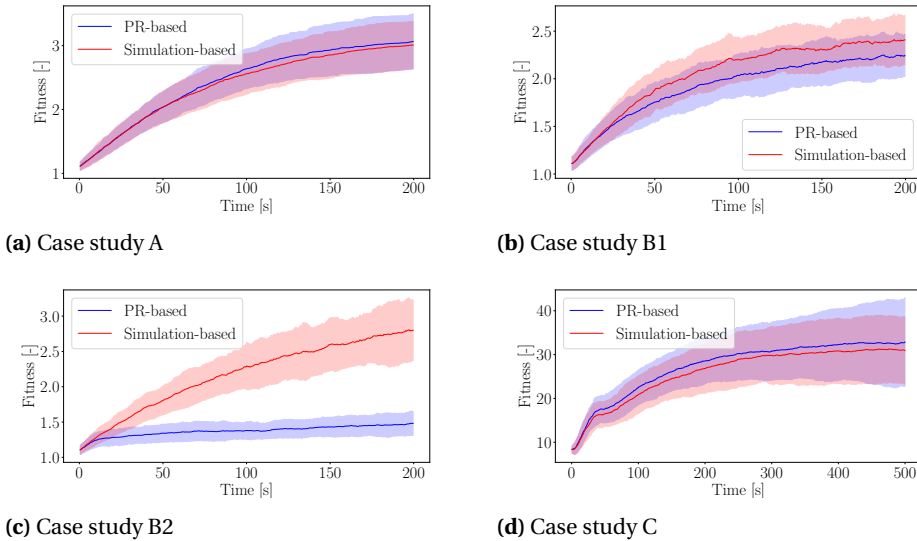 Fitness [-]
3
2
1
PR-based
Simulation-based
0 50 100 150 200
Time [s]
(a) Case study A
Fitness [-]
2.5
2.0
1.5
1.0
PR-based
Simulation-based
0 50 100 150 200
Time [s]
(b) Case study B1
Fitness [-]
3.0
2.5
2.0
1.5
1.0
PR-based
Simulation-based
0 50 100 150 200
Time [s]
(c) Case study B2
Fitness [-]
40
30
20
10
PR-based
Simulation-based
0 100 200 300 400 500
Time [s]
(d) Case study C